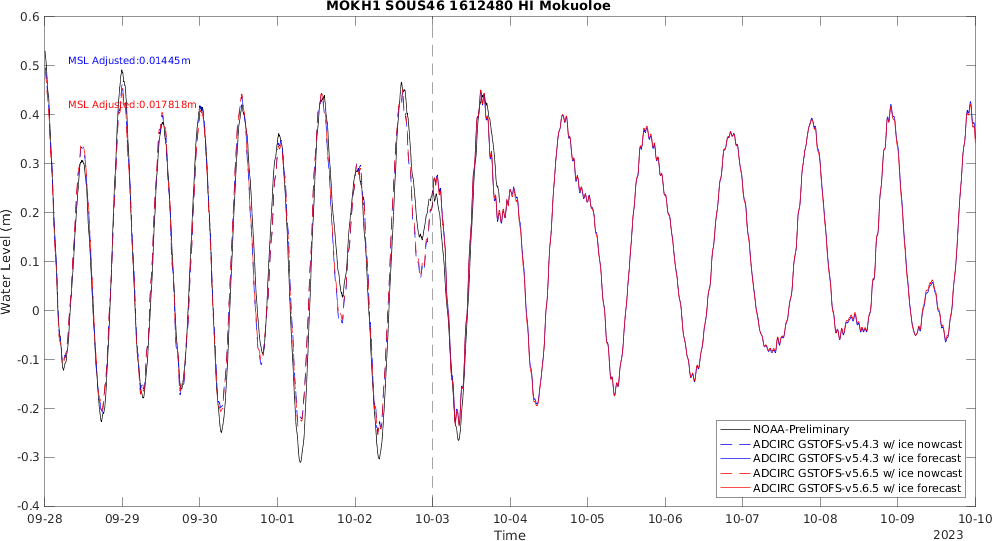 MOKH1 SOUS46 1612480 HI Mokuoloe
0.6
0.5
0.4
0.3
0.2
0.1
0
-0.1
-0.2
-0.3
-0.4
Water Level (m)
MSL Adjusted:0.01445m
MSL Adjusted:0.017818m
NOAA-Preliminary
ADCIRC GSTOFS-v5.4.3 w/ ice nowcast
ADCIRC GSTOFS-v5.4.3 w/ ice forecast
ADCIRC GSTOFS-v5.6.5 w/ ice nowcast
ADCIRC GSTOFS-v5.6.5 w/ ice forecast
09-28 09-29 09-30 10-01 10-02 10-03 10-04 10-05 10-06 10-07 10-08 10-09 10-10
Time
2023